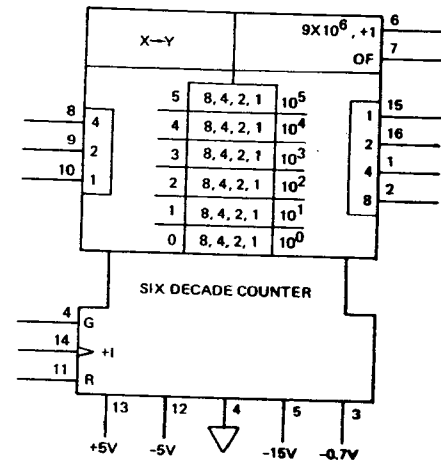 6
X→Y
9X10⁶, +1
7
OF
5 8, 4, 2, 1 10⁵
4 8, 4, 2, 1 10⁴
3 8, 4, 2, 1 10³
2 8, 4, 2, 1 10²
1 8, 4, 2, 1 10¹
0 8, 4, 2, 1 10⁰
8 4
9 2
10 1
1 15
2 16
4 1
8 2
SIX DECADE COUNTER
4 G
14 +I
11 R
13 12 4 5 3
+5V -5V -15V -0.7V